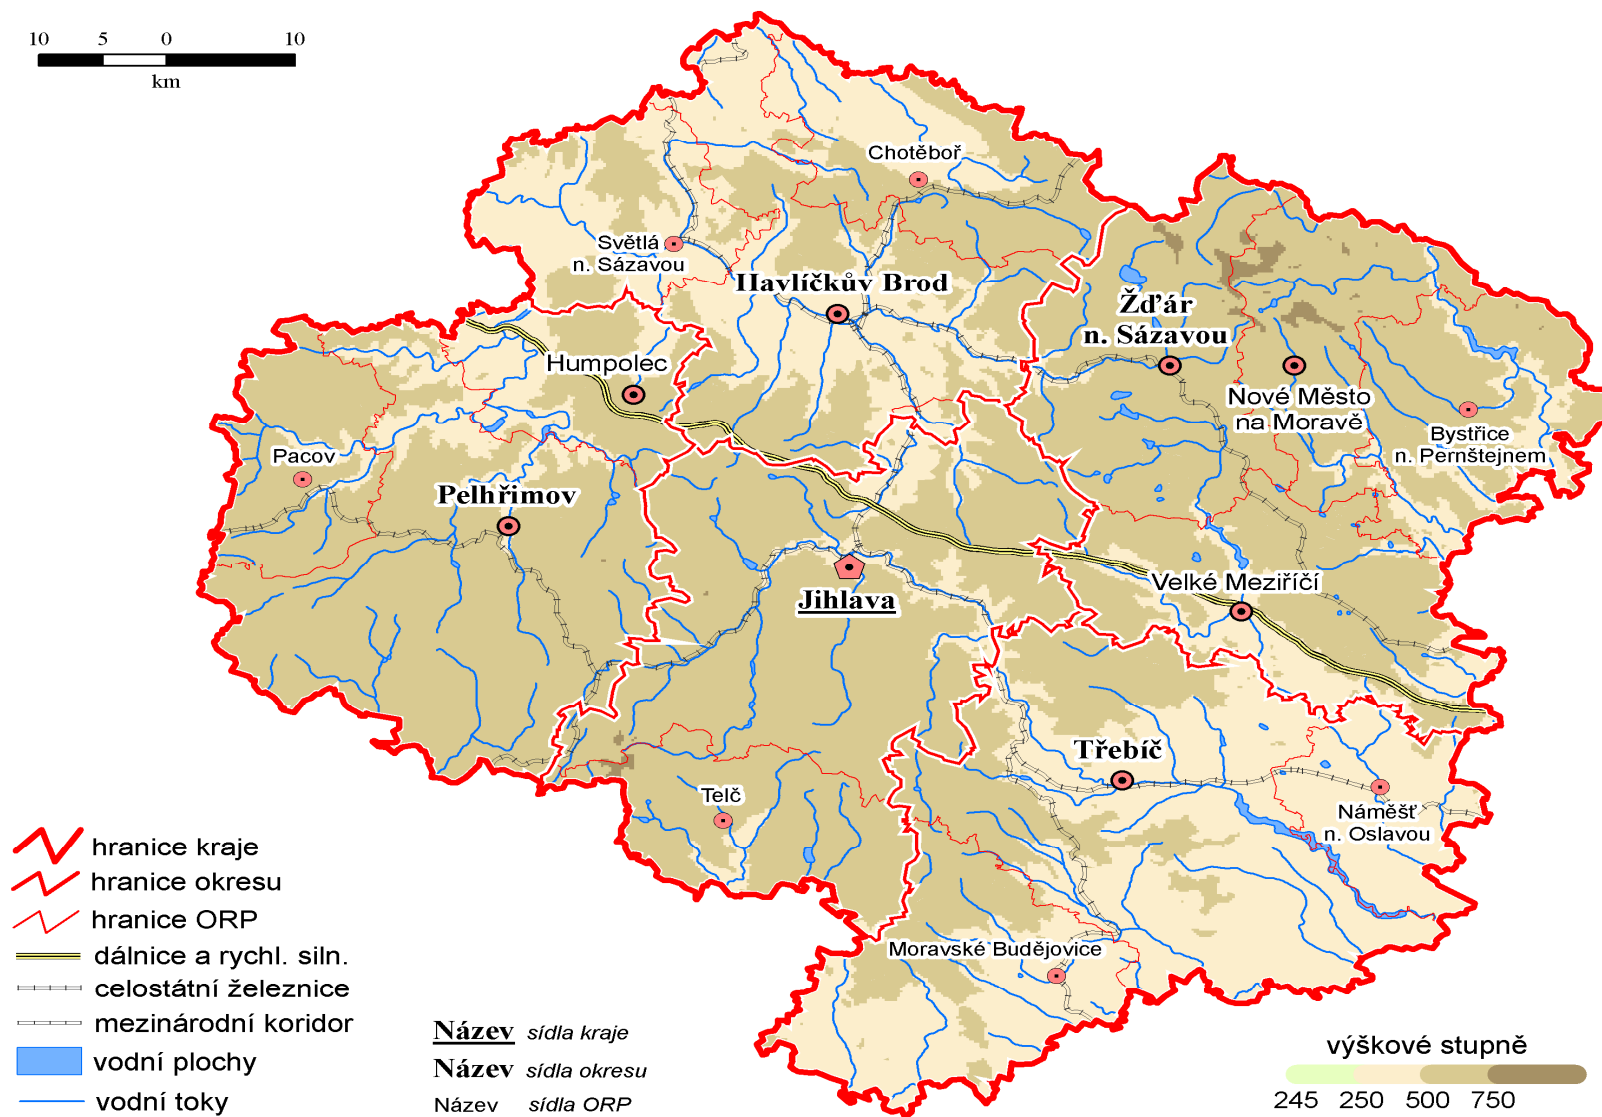 10 5 0 10
km
Chotěboř
Světlá
n. Sázavou
Havlíčkův Brod
Žďár
n. Sázavou
Humpolec
Nové Město
na Moravě
Bystřice
n. Pernštejnem
Pacov
Pelhřimov
Velké Meziříčí
Jihlava
Třebíč
Telč
Náměšť
n. Oslavou
Moravské Budějovice
hranice kraje
hranice okresu
hranice ORP
dálnice a rychl. siln.
celostátní železnice
mezinárodní koridor
vodní plochy
vodní toky
Název sídla kraje
Název sídla okresu
Název sídla ORP
výškové stupně
245 250 500 750